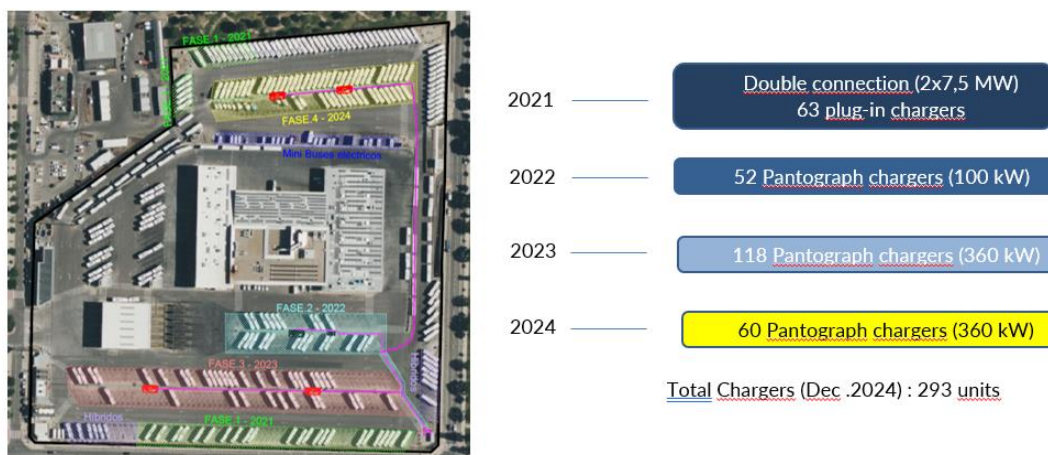 FASE.1 - 2021
FASE.4 - 2024
Mini Buses eléctricos
FASE.2 - 2022
FASE.3 - 2023
Híbridos
FASE.1 - 2021
2021
Double connection (2x7,5 MW)
63 plug-in chargers
2022
52 Pantograph chargers (100 kW)
2023
118 Pantograph chargers (360 kW)
2024
60 Pantograph chargers (360 kW)
Total Chargers (Dec .2024) : 293 units